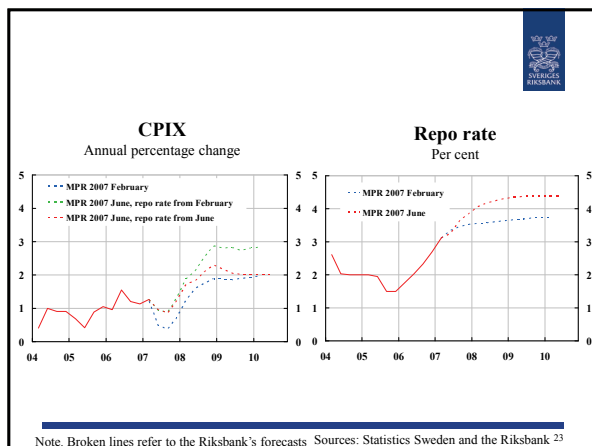 SVERIGES
RIKSBANK
CPIX
Annual percentage change
5
4
3
2
1
0
MPR 2007 February
MPR 2007 June, repo rate from February
MPR 2007 June, repo rate from June
5
4
3
2
1
0
04 05 06 07 08 09 10
Repo rate
Per cent
5
4
3
2
1
0
MPR 2007 February
MPR 2007 June
5
4
3
2
1
0
04 05 06 07 08 09 10
Note. Broken lines refer to the Riksbank's forecasts Sources: Statistics Sweden and the Riksbank 23